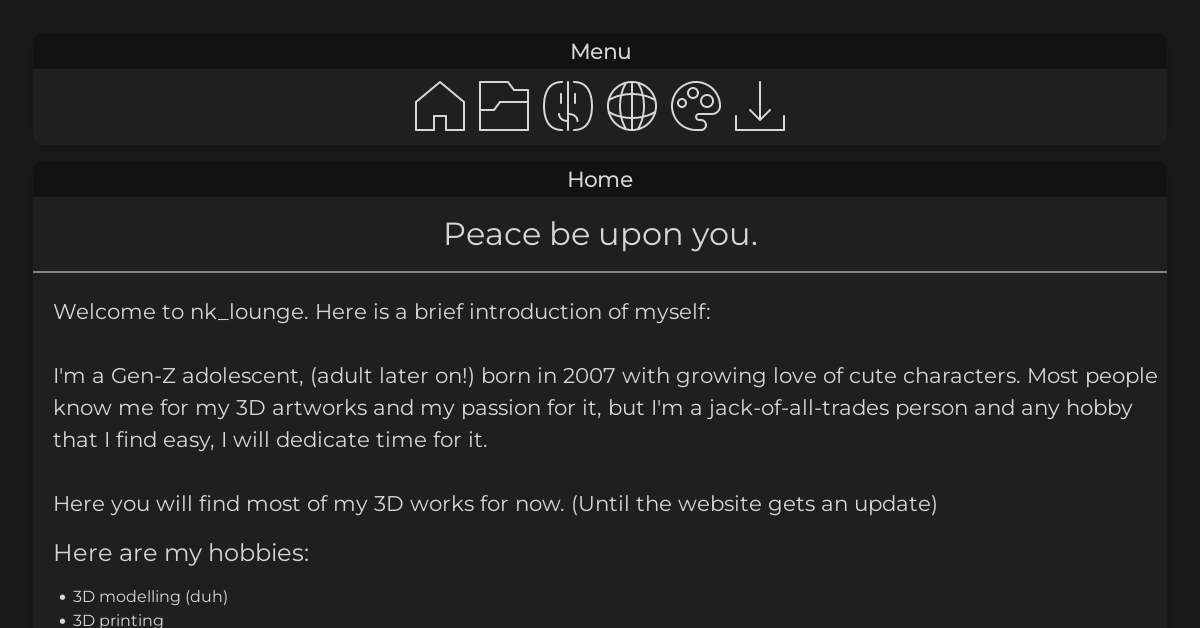 Menu
Home
Peace be upon you.
Welcome to nk_lounge. Here is a brief introduction of myself:
I'm a Gen-Z adolescent, (adult later on!) born in 2007 with growing love of cute characters. Most people
know me for my 3D artworks and my passion for it, but I'm a jack-of-all-trades person and any hobby
that I find easy, I will dedicate time for it.
Here you will find most of my 3D works for now. (Until the website gets an update)
Here are my hobbies:
• 3D modelling (duh)
• 3D printing